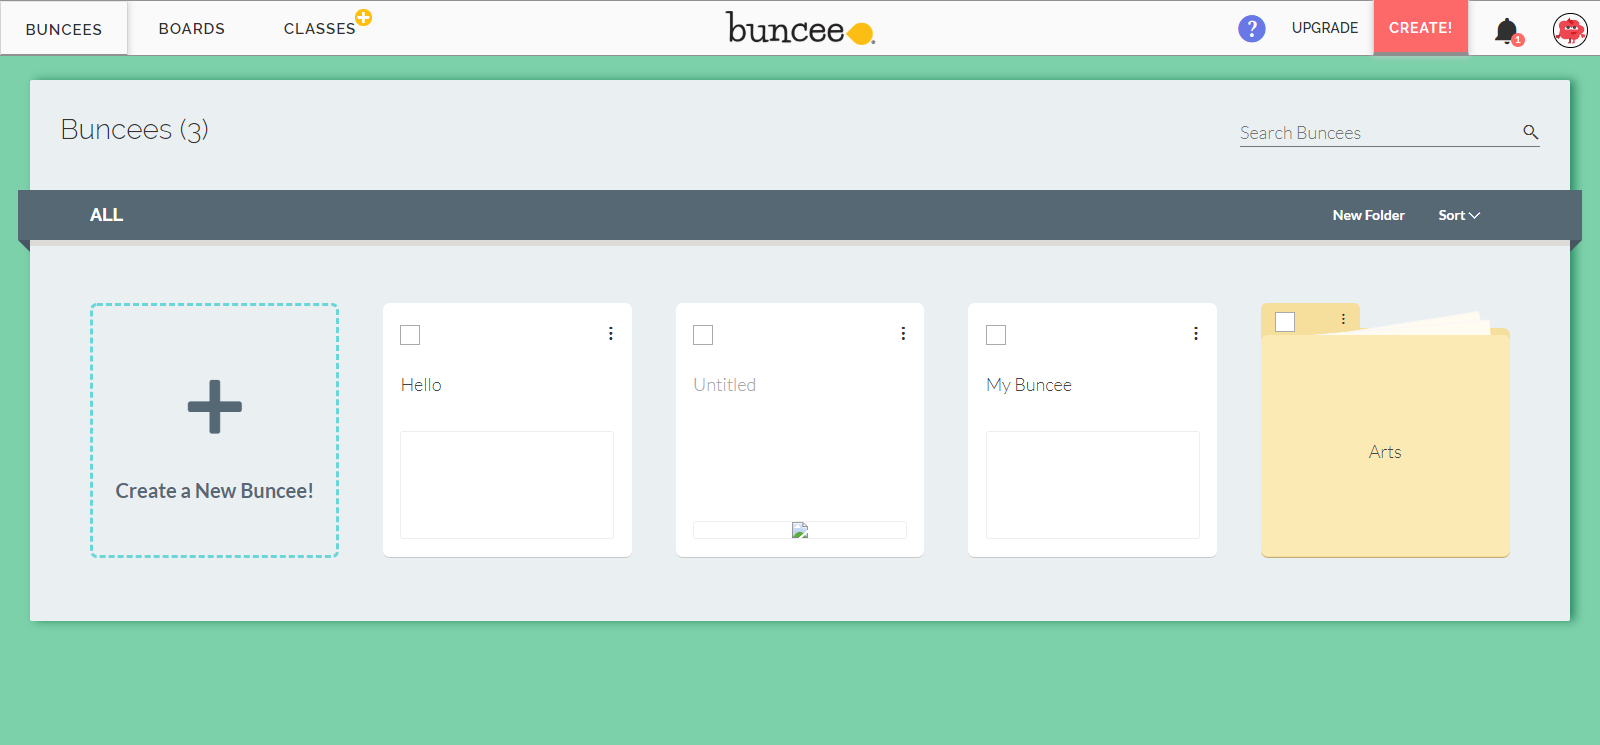 BUNCEES
BOARDS
CLASSES
buncee
?
UPGRADE
CREATE!
1
Buncees (3)
Search Buncees
ALL
New Folder
Sort
Create a New Buncee!
Hello
Untitled
My Buncee
Arts